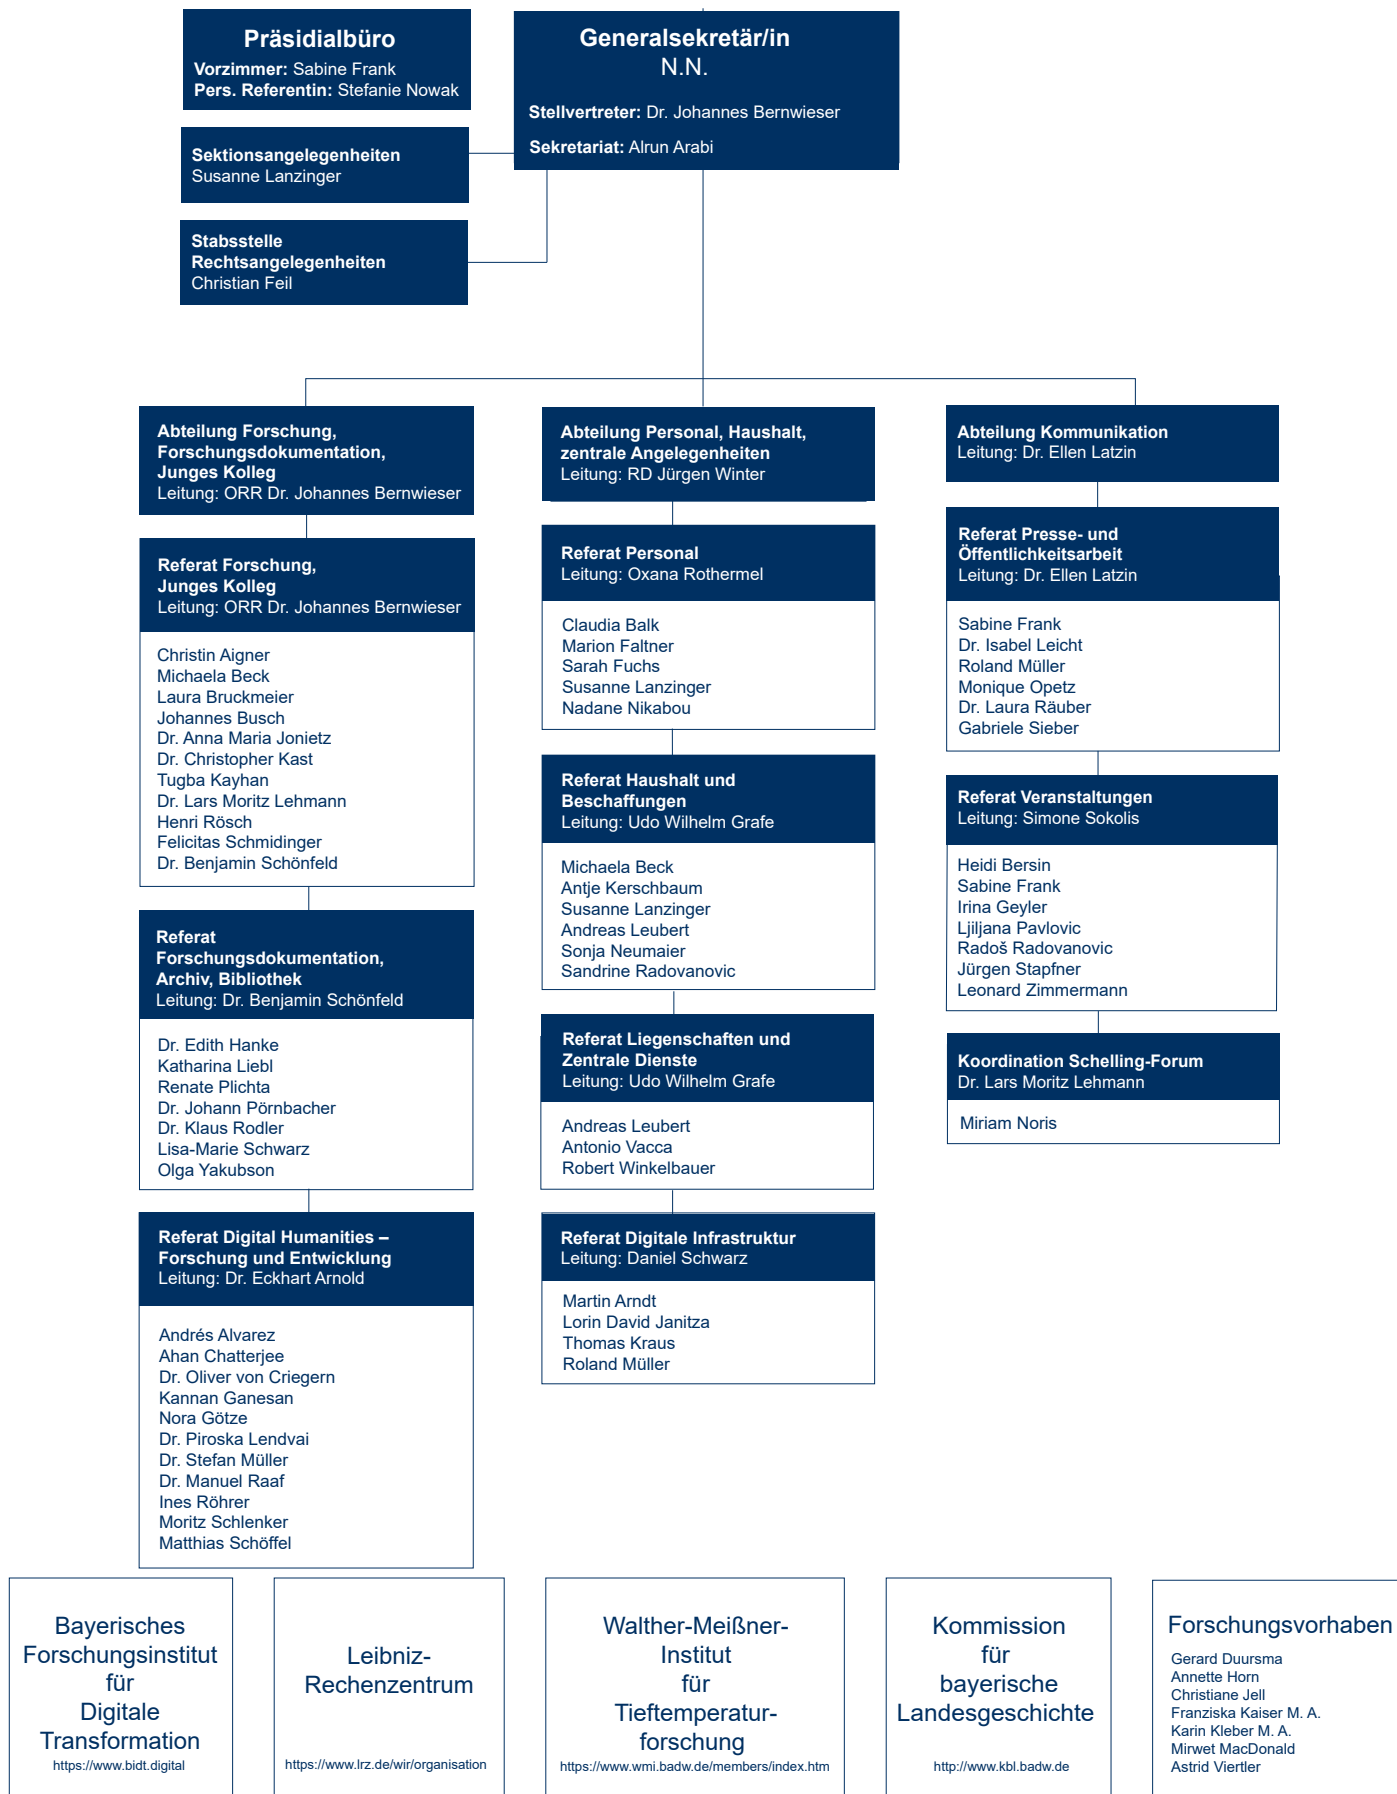 Präsidialbüro
Vorzimmer: Sabine Frank
Pers. Referentin: Stefanie Nowak
Generalsekretär/in
N.N.
Stellvertreter: Dr. Johannes Bernwieser
Sekretariat: Alrun Arabi
Sektionsangelegenheiten
Susanne Lanzinger
Stabsstelle
Rechtsangelegenheiten
Christian Feil
Abteilung Forschung,
Forschungsdokumentation,
Junges Kolleg
Leitung: ORR Dr. Johannes Bernwieser
Referat Forschung,
Junges Kolleg
Leitung: ORR Dr. Johannes Bernwieser
Christin Aigner
Michaela Beck
Laura Bruckmeier
Johannes Busch
Dr. Anna Maria Jonietz
Dr. Christopher Kast
Tugba Kayhan
Dr. Lars Moritz Lehmann
Henri Rösch
Felicitas Schmidinger
Dr. Benjamin Schönfeld
Referat
Forschungsdokumentation,
Archiv, Bibliothek
Leitung: Dr. Benjamin Schönfeld
Dr. Edith Hanke
Katharina Liebl
Renate Plichta
Dr. Johann Pörnbacher
Dr. Klaus Rodler
Lisa-Marie Schwarz
Olga Yakubson
Referat Digital Humanities –
Forschung und Entwicklung
Leitung: Dr. Eckhart Arnold
Andrés Alvarez
Ahan Chatterjee
Dr. Oliver von Criegern
Kannan Ganesan
Nora Götze
Dr. Piroska Lendvai
Dr. Stefan Müller
Dr. Manuel Raaf
Ines Röhrer
Moritz Schlenker
Matthias Schöffel
Abteilung Personal, Haushalt,
zentrale Angelegenheiten
Leitung: RD Jürgen Winter
Referat Personal
Leitung: Oxana Rothermel
Claudia Balk
Marion Faltner
Sarah Fuchs
Susanne Lanzinger
Nadane Nikabou
Referat Haushalt und
Beschaffungen
Leitung: Udo Wilhelm Grafe
Michaela Beck
Antje Kerschbaum
Susanne Lanzinger
Andreas Leubert
Sonja Neumaier
Sandrine Radovanovic
Referat Liegenschaften und
Zentrale Dienste
Leitung: Udo Wilhelm Grafe
Andreas Leubert
Antonio Vacca
Robert Winkelbauer
Referat Digitale Infrastruktur
Leitung: Daniel Schwarz
Martin Arndt
Lorin David Janitza
Thomas Kraus
Roland Müller
Abteilung Kommunikation
Leitung: Dr. Ellen Latzin
Referat Presse- und
Öffentlichkeitsarbeit
Leitung: Dr. Ellen Latzin
Sabine Frank
Dr. Isabel Leicht
Roland Müller
Monique Opetz
Dr. Laura Räuber
Gabriele Sieber
Referat Veranstaltungen
Leitung: Simone Sokolis
Heidi Bersin
Sabine Frank
Irina Geyler
Ljiljana Pavlovic
Radoš Radovanovic
Jürgen Stapfner
Leonard Zimmermann
Koordination Schelling-Forum
Dr. Lars Moritz Lehmann
Miriam Noris
Bayerisches
Forschungsinstitut
für
Digitale
Transformation
https://www.bidt.digital
Leibniz-
Rechenzentrum
https://www.lrz.de/wir/organisation
Walther-Meißner-
Institut
für
Tieftemperatur-
forschung
https://www.wmi.badw.de/members/index.htm
Kommission
für
bayerische
Landesgeschichte
http://www.kbl.badw.de
Forschungsvorhaben
Gerard Duursma
Annette Horn
Christiane Jell
Franziska Kaiser M. A.
Karin Kleber M. A.
Mirwet MacDonald
Astrid Viertler